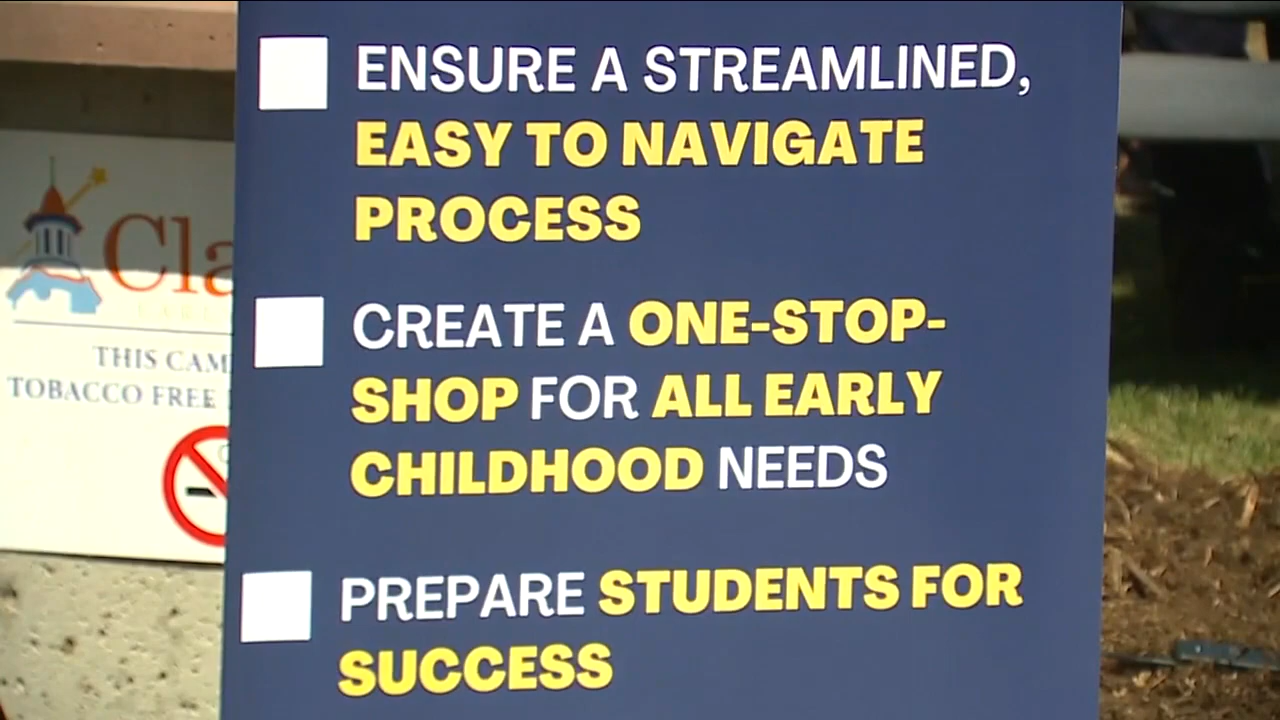 ENSURE A STREAMLINED,
EASY TO NAVIGATE
PROCESS
CREATE A ONE-STOP-
SHOP FOR ALL EARLY
CHILDHOOD NEEDS
PREPARE STUDENTS FOR
SUCCESS
Cla
THIS CAM
TOBACCO FREE